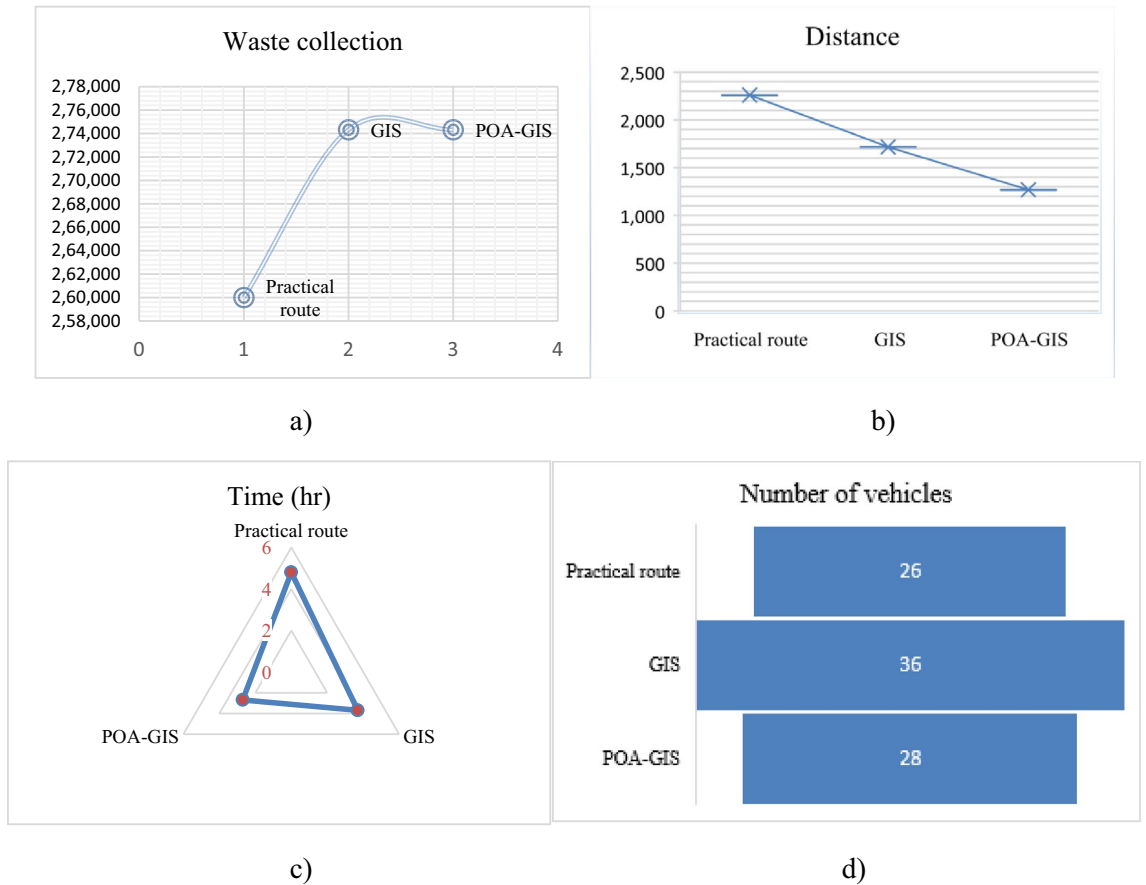 Waste collection
2,78,000
2,76,000
2,74,000
2,72,000
2,70,000
2,68,000
2,66,000
2,64,000
2,62,000
2,60,000
2,58,000
GIS
POA-GIS
Practical
route
0 1 2 3 4
a)
Distance
2,500
2,000
1,500
1,000
500
0
Practical route GIS POA-GIS
b)
Time (hr)
Practical route
6
4
2
0
POA-GIS
GIS
c)
Number of vehicles
Practical route 26
GIS 36
POA-GIS 28
d)